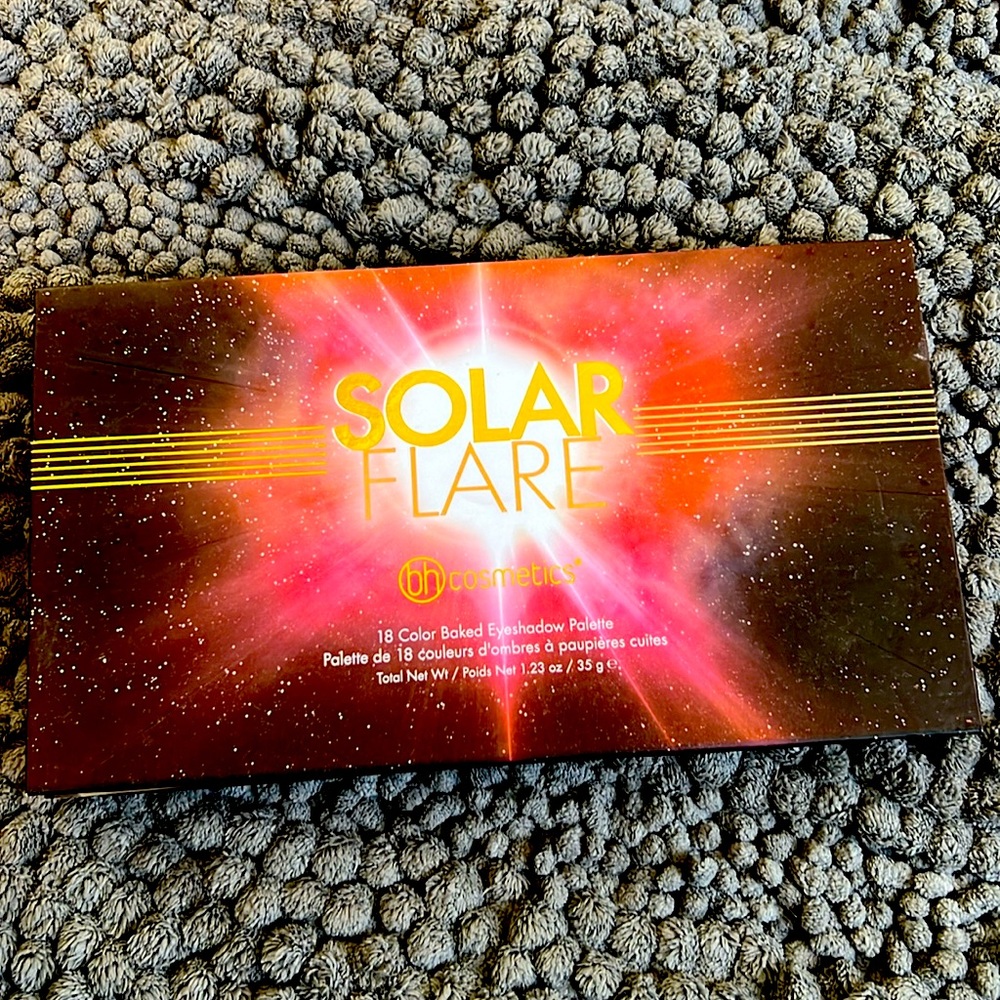 SOLAR
FLARE
bh cosmetics®
18 Color Baked Eyeshadow Palette
Palette de 18 couleurs d'ombres à paupières cuites
Total Net Wt / Poids Net 1.23 oz / 35 g ℮.